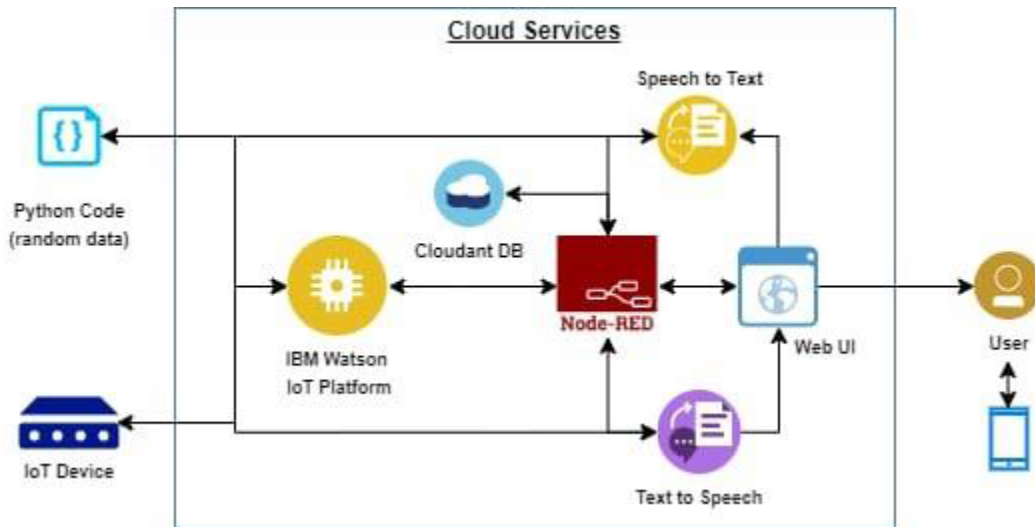 Cloud Services
Speech to Text
Python Code
(random data)
Cloudant DB
Node-RED
IBM Watson
IoT Platform
Web UI
User
IoT Device
Text to Speech